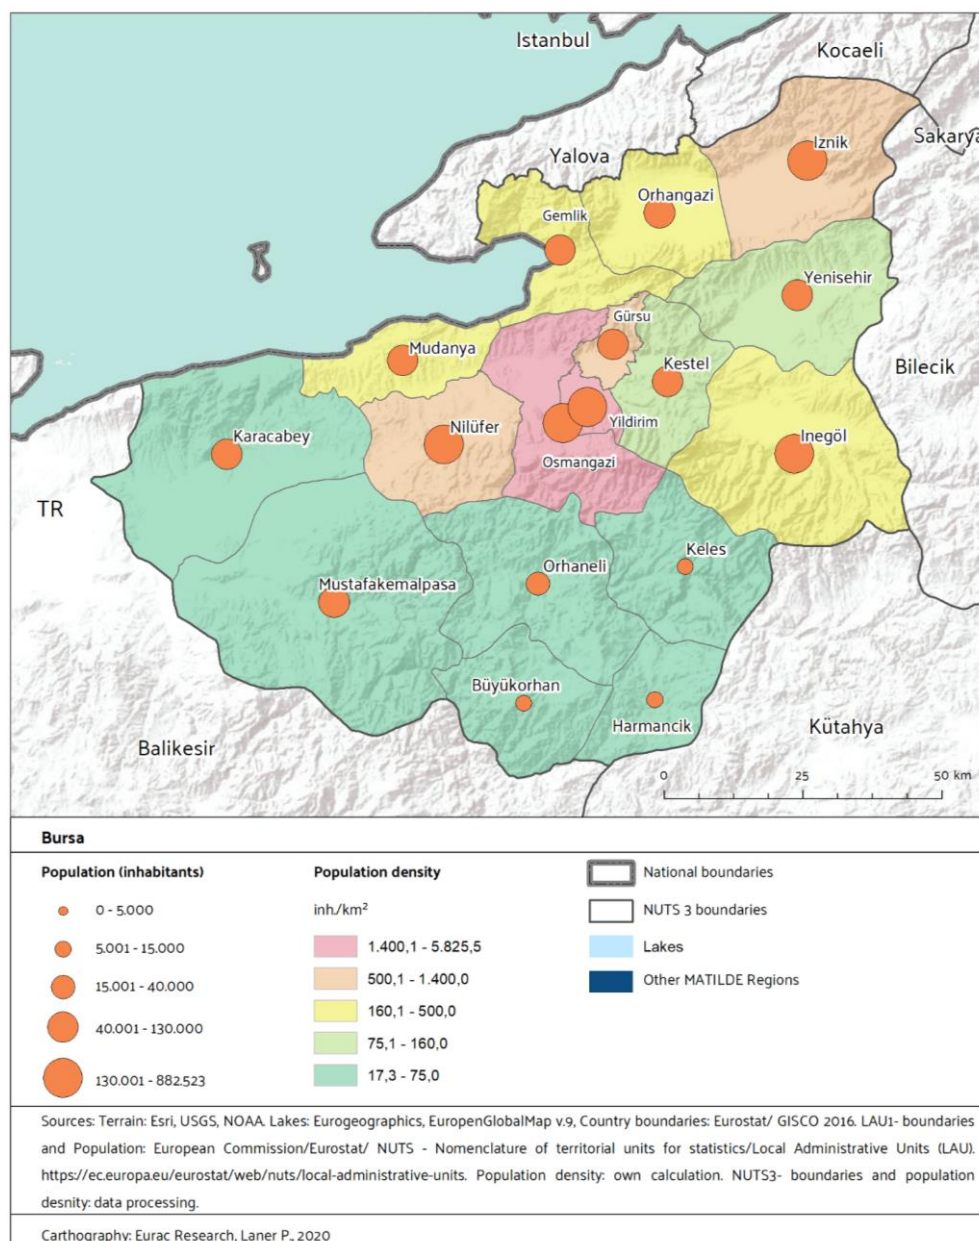 Istanbul
Kocaeli
Sakarya
Iznik
Yalova
Orhangazi
Gemlik
Yenisehir
Gürsu
Mudanya
Kestel
Bilecik
Nilüfer
Yildirim
Karacabey
Inegöl
Osmangazi
TR
Keles
Orhaneli
Mustafakemalpasa
Büyükorhan
Harmancik
Kütahya
Balikesir
0 25 50 km
Bursa
Population (inhabitants)
0 - 5.000
5.001 - 15.000
15.001 - 40.000
40.001 - 130.000
130.001 - 882.523
Population density
inh./km²
1.400,1 - 5.825,5
500,1 - 1.400,0
160,1 - 500,0
75,1 - 160,0
17,3 - 75,0
National boundaries
NUTS 3 boundaries
Lakes
Other MATILDE Regions
Sources: Terrain: Esri, USGS, NOAA. Lakes: Eurogeographics, EuropenGlobalMap v.9, Country boundaries: Eurostat/ GISCO 2016. LAU1- boundaries
and Population: European Commission/Eurostat/ NUTS - Nomenclature of territorial units for statistics/Local Administrative Units (LAU).
https://ec.europa.eu/eurostat/web/nuts/local-administrative-units. Population density: own calculation. NUTS3- boundaries and population
desnity: data processing.
Carthography: Eurac Research, Laner P., 2020